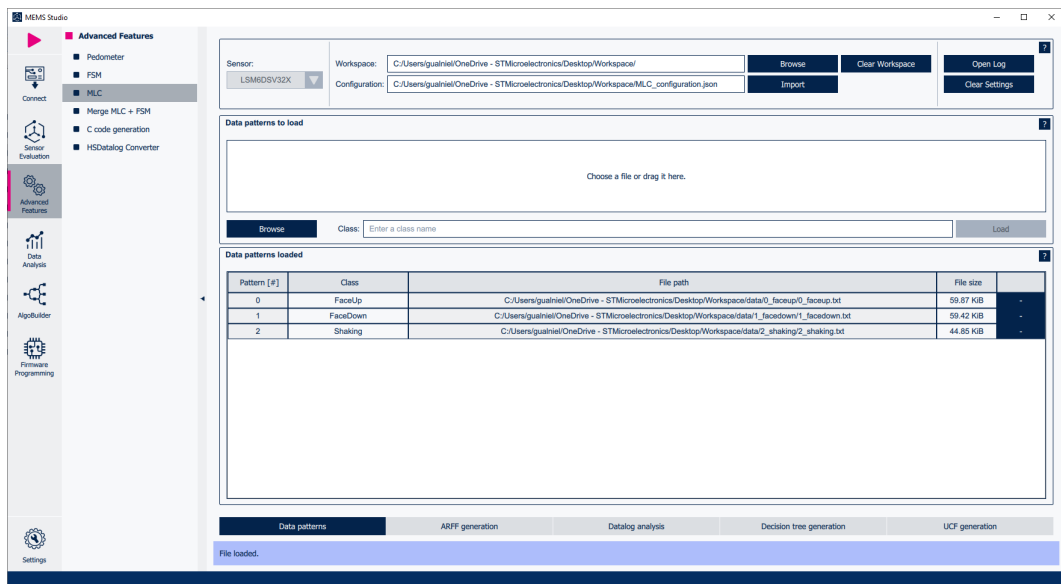 MEMS Studio
Connect
Sensor
Evaluation
Advanced
Features
Data
Analysis
AlgoBuilder
Firmware
Programming
Settings
Advanced Features
Pedometer
FSM
MLC
Merge MLC + FSM
C code generation
HSDatalog Converter
Sensor:
LSM6DSV32X
Workspace: C:/Users/gualniel/OneDrive - STMicroelectronics/Desktop/Workspace/ Browse Clear Workspace Open Log ?
Configuration: C:/Users/gualniel/OneDrive - STMicroelectronics/Desktop/Workspace/MLC_configuration.json Import Clear Settings
Data patterns to load ?
Choose a file or drag it here.
Browse Class: Enter a class name Load
Data patterns loaded ?
Pattern [#] Class File path File size
0 FaceUp C:/Users/gualniel/OneDrive - STMicroelectronics/Desktop/Workspace/data/0_faceup/0_faceup.txt 59.87 KiB -
1 FaceDown C:/Users/gualniel/OneDrive - STMicroelectronics/Desktop/Workspace/data/1_facedown/1_facedown.txt 59.42 KiB -
2 Shaking C:/Users/gualniel/OneDrive - STMicroelectronics/Desktop/Workspace/data/2_shaking/2_shaking.txt 44.85 KiB -
Data patterns ARFF generation Datalog analysis Decision tree generation UCF generation
File loaded.